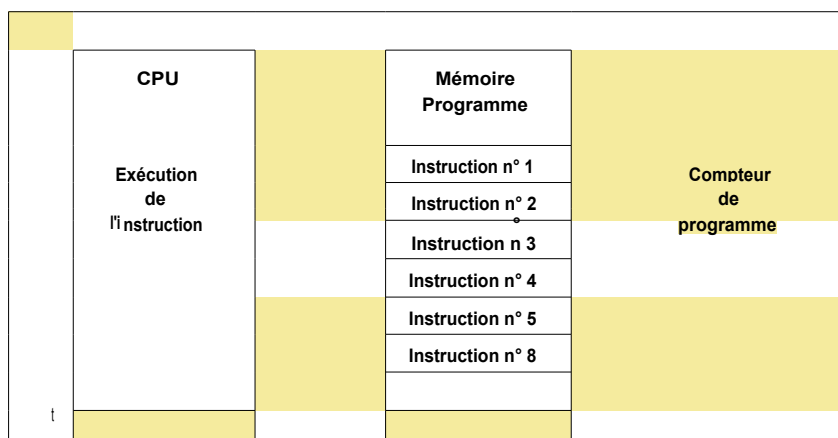 CPU
Exécution
de
l'instruction
Mémoire
Programme
Instruction n° 1
Instruction n° 2
Instruction n° 3
Instruction n° 4
Instruction n° 5
Instruction n° 8
Compteur
de
programme
t